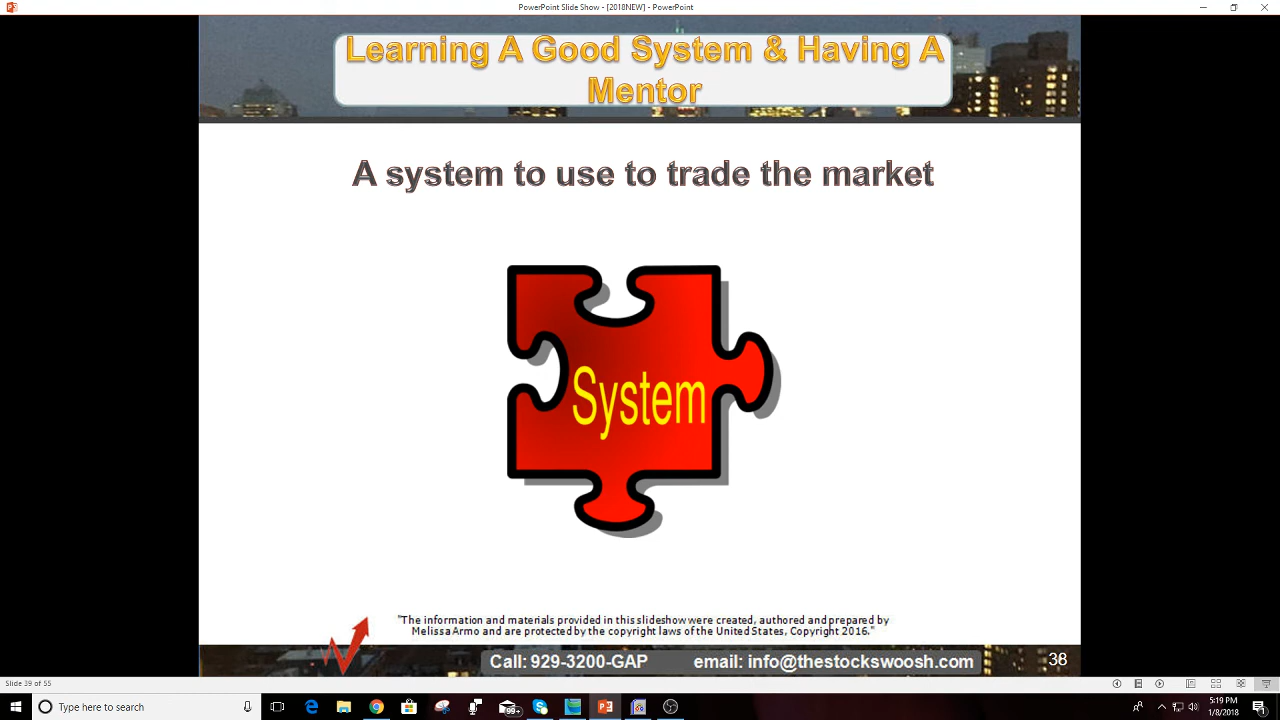 PowerPoint Slide Show - [2018NEW] - PowerPoint
Learning A Good System & Having A
Mentor
A system to use to trade the market
System
"The information and materials provided in this slideshow were created, authored and prepared by
Melissa Armo and are protected by the copyright laws of the United States, Copyright 2016."
Call: 929-3200-GAP email: info@thestockswoosh.com
38
Slide 39 of 55
Type here to search
99+
5:19 PM
1/8/2018